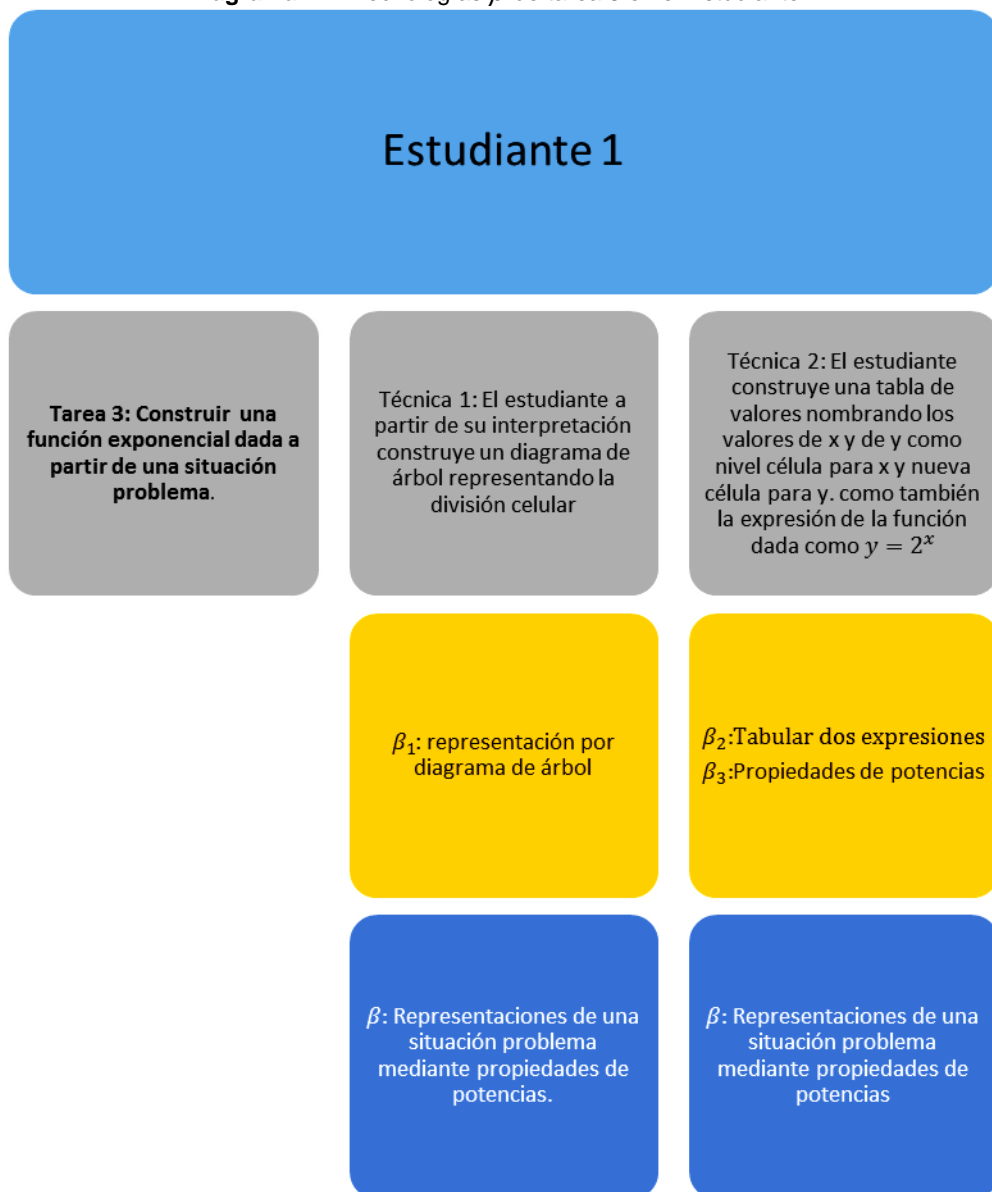 Estudiante 1
Tarea 3: Construir una
función exponencial dada a
partir de una situación
problema.
Técnica 1: El estudiante a
partir de su interpretación
construye un diagrama de
árbol representando la
división celular
Técnica 2: El estudiante
construye una tabla de
valores nombrando los
valores de x y de y como
nivel célula para x y nueva
célula para y. como también
la expresión de la función
dada como y = 2^x
β₁: representación por
diagrama de árbol
β₂:Tabular dos expresiones
β₃:Propiedades de potencias
β: Representaciones de una
situación problema
mediante propiedades de
potencias.
β: Representaciones de una
situación problema
mediante propiedades de
potencias